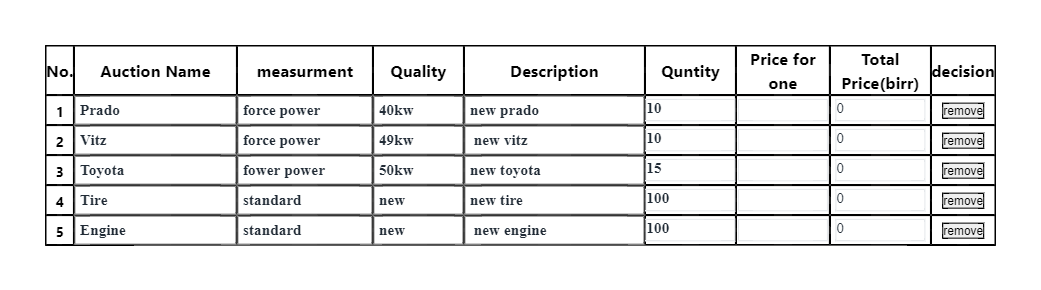 No. Auction Name measurment Quality Description Quntity Price for one Total Price(birr) decision
1 Prado force power 40kw new prado 10 0 remove
2 Vitz force power 49kw new vitz 10 0 remove
3 Toyota fower power 50kw new toyota 15 0 remove
4 Tire standard new new tire 100 0 remove
5 Engine standard new new engine 100 0 remove